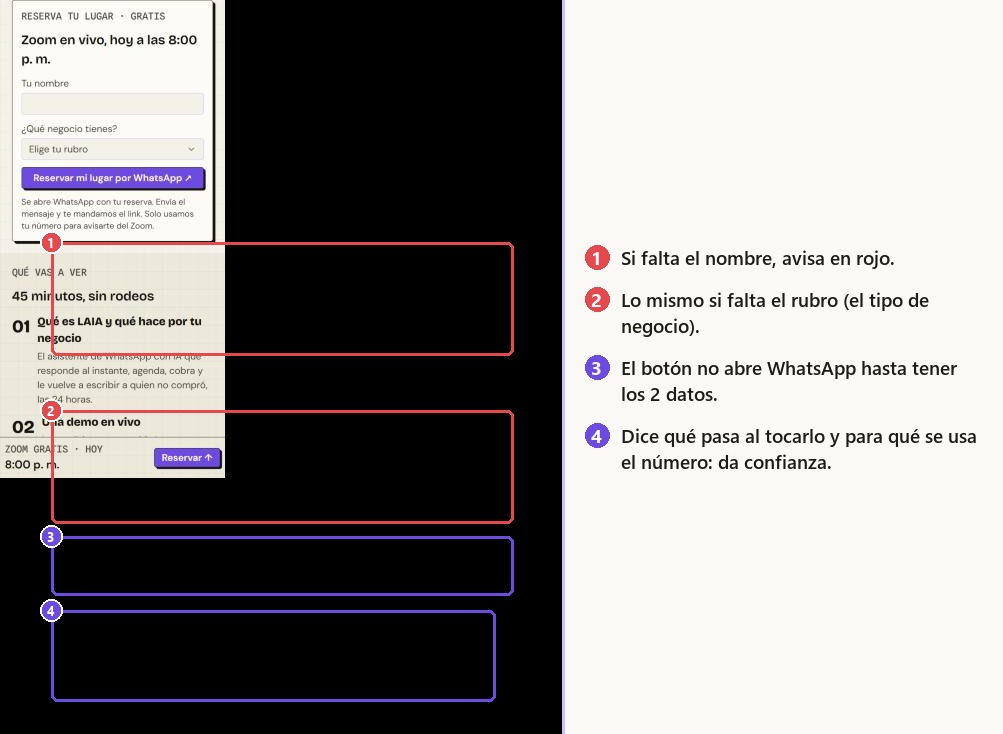 RESERVA TU LUGAR · GRATIS
Zoom en vivo, hoy a las 8:00
p. m.
Tu nombre
¿Qué negocio tienes?
Elige tu rubro
Reservar mi lugar por WhatsApp ↗
Se abre WhatsApp con tu reserva. Envía el
mensaje y te mandamos el link. Solo usamos
tu número para avisarte del Zoom.
1
QUÉ VAS A VER
45 minutos, sin rodeos
01 Qué es LAIA y qué hace por tu
negocio
El asistente de WhatsApp con IA que
responde al instante, agenda, cobra y
le vuelve a escribir a quien no compró,
las 24 horas.
2
02 Una demo en vivo
ZOOM GRATIS · HOY
8:00 p. m.
Reservar ↑
3
4
1 Si falta el nombre, avisa en rojo.
2 Lo mismo si falta el rubro (el tipo de
negocio).
3 El botón no abre WhatsApp hasta tener
los 2 datos.
4 Dice qué pasa al tocarlo y para qué se usa
el número: da confianza.